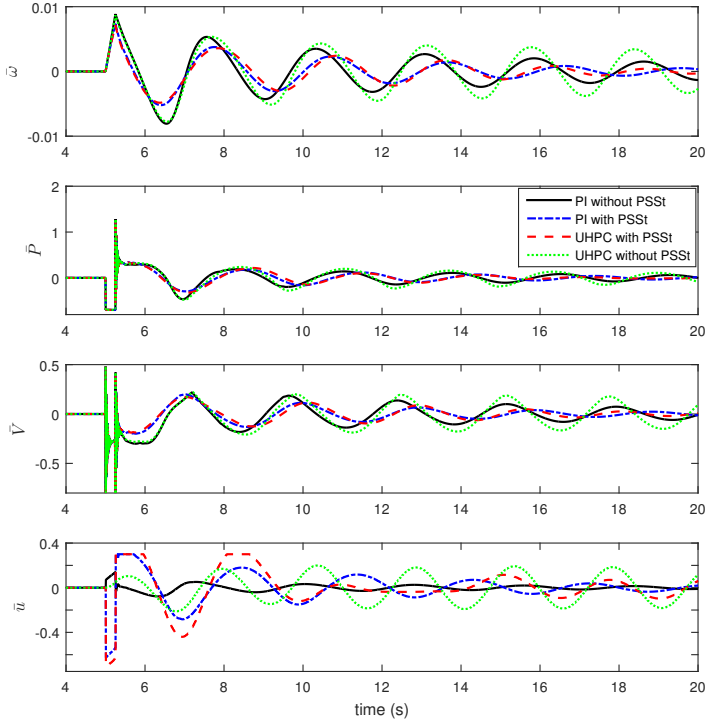 0.01
0
-0.01
ω̄
4 6 8 10 12 14 16 18 20
2
1
0
P̄
PI without PSSt
PI with PSSt
UHPC with PSSt
UHPC without PSSt
4 6 8 10 12 14 16 18 20
0.5
0
-0.5
V̄
4 6 8 10 12 14 16 18 20
0.4
0
-0.4
ū
4 6 8 10 12 14 16 18 20
time (s)